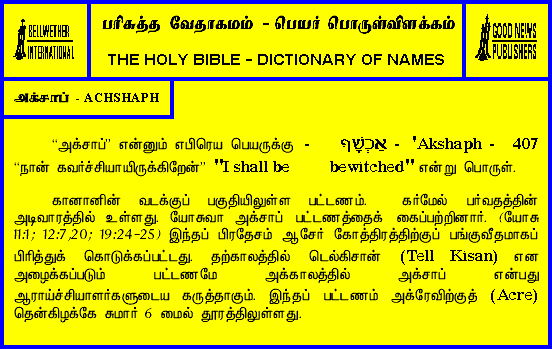 BELLWETHER
INTERNATIONAL
பரிசுத்த வேதாகமம் - பெயர் பொருள்விளக்கம்
THE HOLY BIBLE - DICTIONARY OF NAMES
GOOD NEWS
PUBLISHERS
அக்சாப் - ACHSHAPH
“அக்சாப்” என்னும் எபிரெய பெயருக்கு - אַכְשָׁף - 'Akshaph - 407
“நான் கவர்ச்சியாயிருக்கிறேன்” "I shall be bewitched" என்று பொருள்.
கானானின் வடக்குப் பகுதியிலுள்ள பட்டணம். கர்மேல் பர்வதத்தின்
அடிவாரத்தில் உள்ளது. யோசுவா அக்சாப் பட்டணத்தைக் கைப்பற்றினார். (யோசு
11:1; 12:7,20; 19:24-25) இந்தப் பிரதேசம் ஆசேர் கோத்திரத்திற்குப் பங்குவீதமாகப்
பிரித்துக் கொடுக்கப்பட்டது. தற்காலத்தில் டெல்கிசான் (Tell Kisan) என
அழைக்கப்படும் பட்டணமே அக்காலத்தில் அக்சாப் என்பது
ஆராய்ச்சியாளர்களுடைய கருத்தாகும். இந்தப் பட்டணம் அக்ரேவிற்குத் (Acre)
தென்கிழக்கே சுமார் 6 மைல் தூரத்திலுள்ளது.